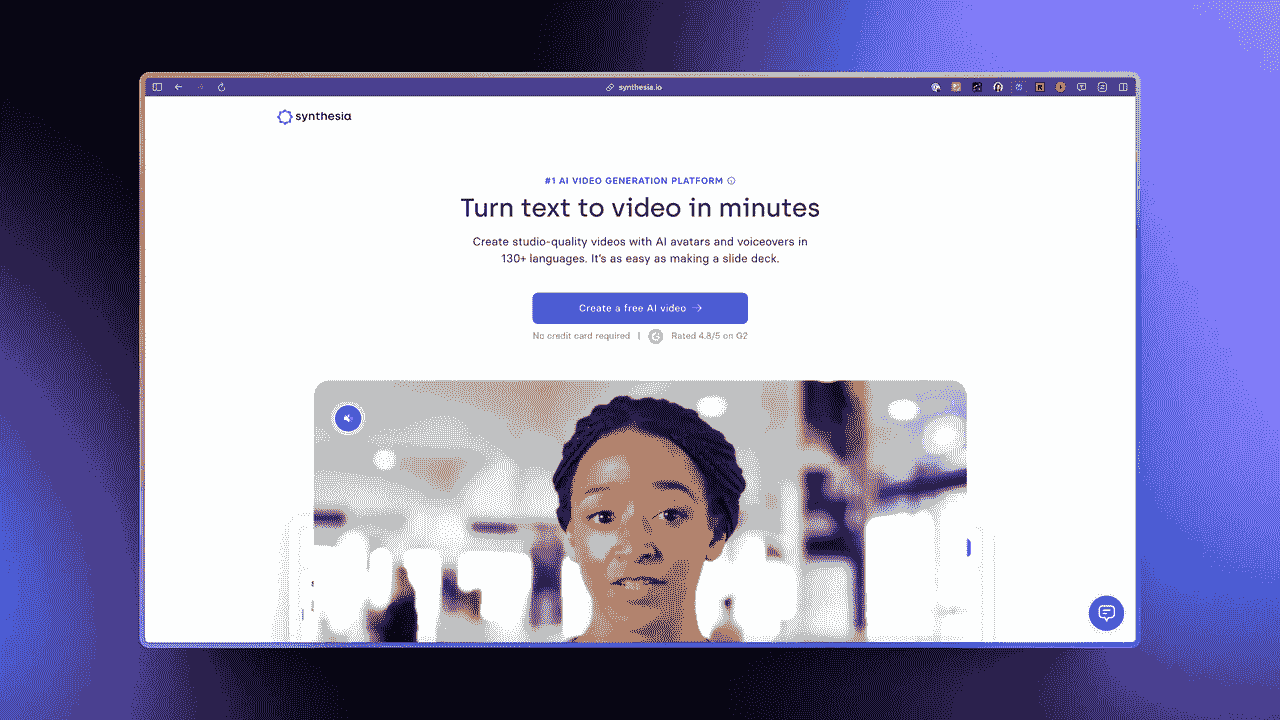 synthesia.io
synthesia
#1 AI VIDEO GENERATION PLATFORM
Turn text to video in minutes
Create studio-quality videos with AI avatars and voiceovers in
130+ languages. It's as easy as making a slide deck.
Create a free AI video →
No credit card required | Rated 4.8/5 on G2